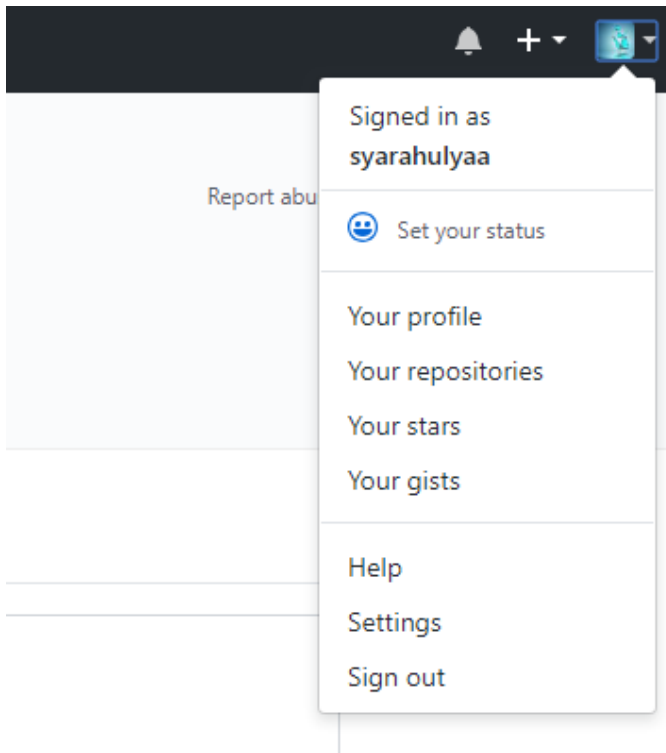 Signed in as
syarahulyaa
Report abu
Set your status
Your profile
Your repositories
Your stars
Your gists
Help
Settings
Sign out